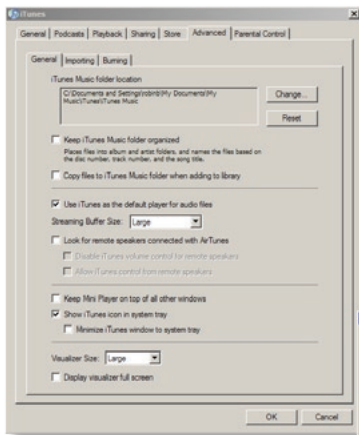 iTunes
General Podcasts Playback Sharing Store Advanced Parental Control
General Importing Burning
iTunes Music folder location
C:\Documents and Settings\robinb\My Documents\My
Music\iTunes\iTunes Music
Change...
Reset
Keep iTunes Music folder organized
Places files into album and artist folders, and names the files based on
the disc number, track number, and the song title.
Copy files to iTunes Music folder when adding to library
Use iTunes as the default player for audio files
Streaming Buffer Size: Large
Look for remote speakers connected with AirTunes
Disable iTunes volume control for remote speakers
Allow iTunes control from remote speakers
Keep Mini Player on top of all other windows
Show iTunes icon in system tray
Minimize iTunes window to system tray
Visualizer Size: Large
Display visualizer full screen
OK Cancel